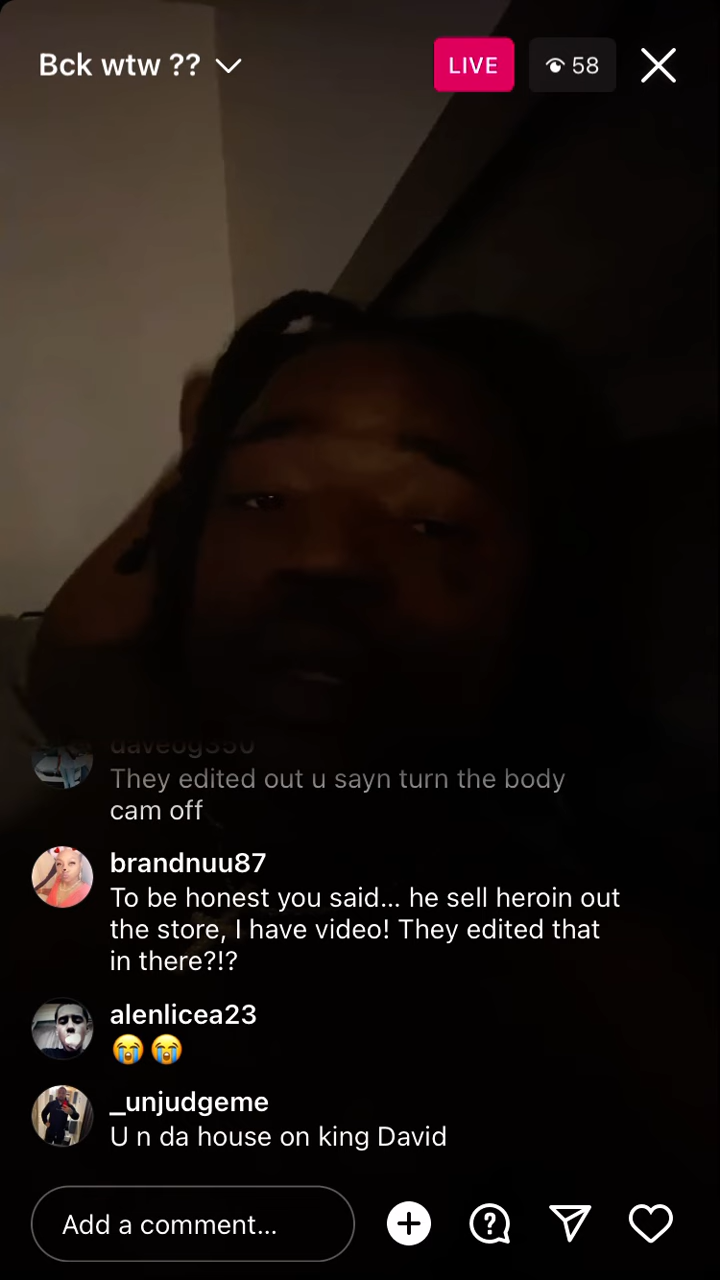 Bck wtw ??
LIVE
58
daveog350
They edited out u sayn turn the body
cam off
brandnuu87
To be honest you said... he sell heroin out
the store, I have video! They edited that
in there?!?
alenlicea23
😭😭
_unjudgeme
U n da house on king David
Add a comment...